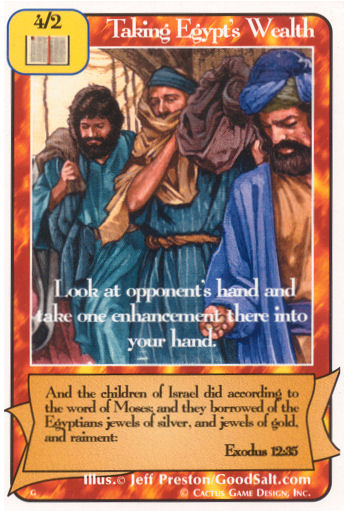 4/2
Taking Egypt's Wealth
Look at opponent's hand and
take one enhancement there into
your hand.
And the children of Israel did according to
the word of Moses; and they borrowed of the
Egyptians jewels of silver, and jewels of gold,
and raiment:
Exodus 12:35
G
Illus.© Jeff Preston/GoodSalt.com
© Cactus Game Design, Inc.